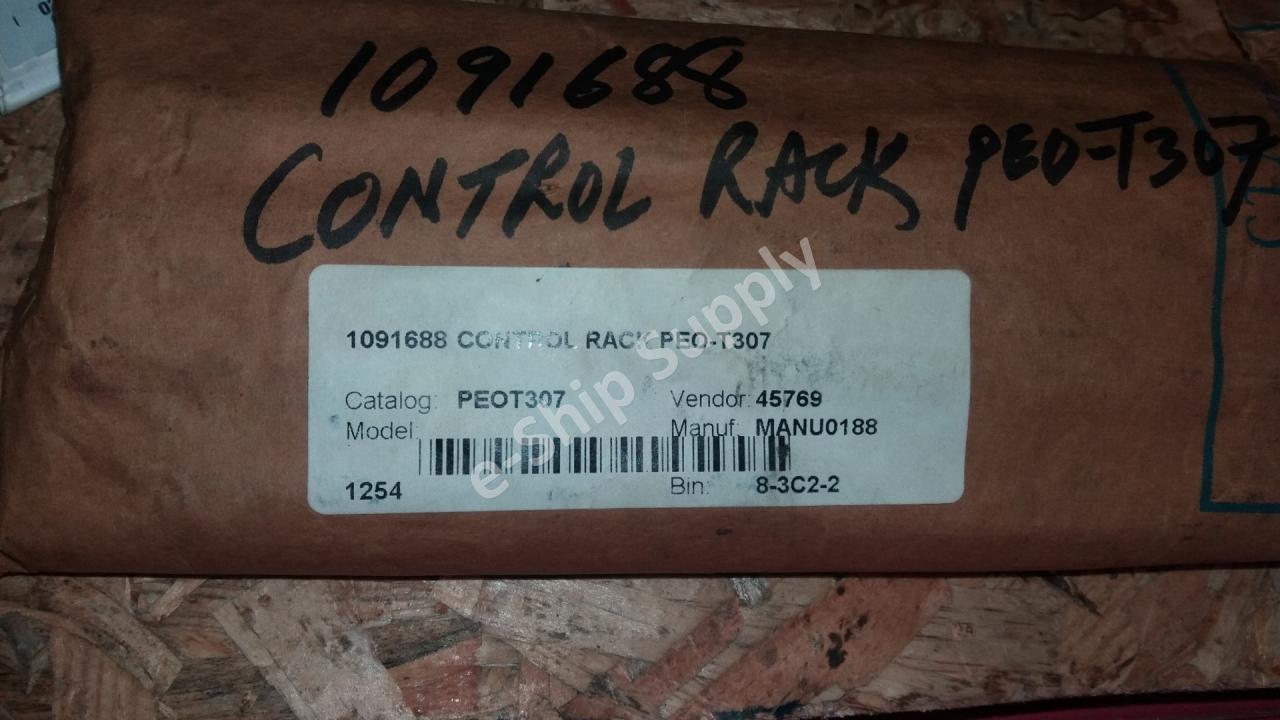 1091688
CONTROL RACK PEO-T307
1091688 CONTROL RACK PEO-T307
Catalog: PEOT307
Vendor: 45769
Model:
Manuf: MANU0188
1254
Bin: 8-3C2-2
e-Ship Supply